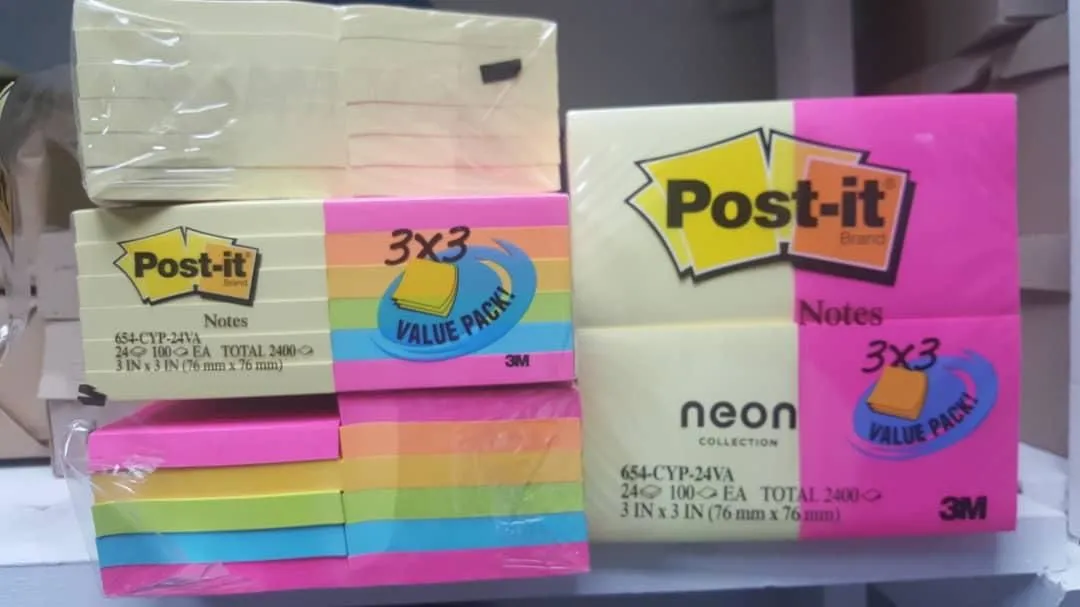 Post-it®
Brand
Notes
654-CYP-24VA
24 100 EA TOTAL 2400
3 IN x 3 IN (76 mm x 76 mm)
3X3
VALUE PACK!
3M
Post-it®
Brand
Notes
3X3
VALUE PACK!
neon
COLLECTION
654-CYP-24VA
24 100 EA TOTAL 2400
3 IN x 3 IN (76 mm x 76 mm)
3M